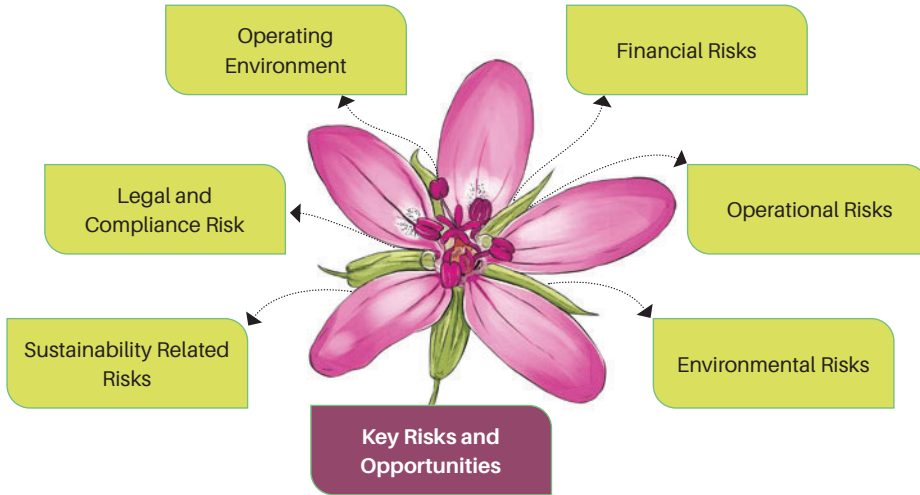 Operating
Environment
Financial Risks
Legal and
Compliance Risk
Operational Risks
Sustainability Related
Risks
Environmental Risks
Key Risks and
Opportunities